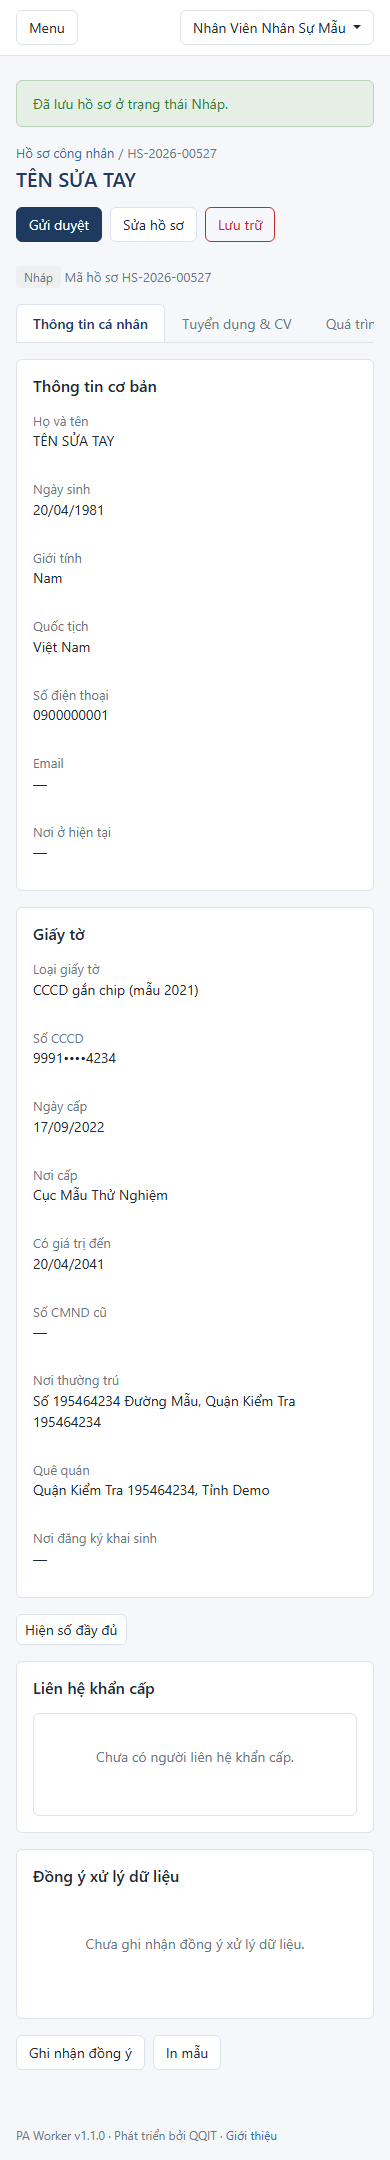 Menu
Nhân Viên Nhân Sự Mẫu
Đã lưu hồ sơ ở trạng thái Nháp.
Hồ sơ công nhân / HS-2026-00527
TÊN SỬA TAY
Gửi duyệt
Sửa hồ sơ
Lưu trữ
Nháp Mã hồ sơ HS-2026-00527
Thông tin cá nhân
Tuyển dụng & CV
Quá trìn
Thông tin cơ bản
Họ và tên
TÊN SỬA TAY
Ngày sinh
20/04/1981
Giới tính
Nam
Quốc tịch
Việt Nam
Số điện thoại
0900000001
Email
—
Nơi ở hiện tại
—
Giấy tờ
Loại giấy tờ
CCCD gắn chip (mẫu 2021)
Số CCCD
9991••••4234
Ngày cấp
17/09/2022
Nơi cấp
Cục Mẫu Thử Nghiệm
Có giá trị đến
20/04/2041
Số CMND cũ
—
Nơi thường trú
Số 195464234 Đường Mẫu, Quận Kiểm Tra
195464234
Quê quán
Quận Kiểm Tra 195464234, Tỉnh Demo
Nơi đăng ký khai sinh
—
Hiện số đầy đủ
Liên hệ khẩn cấp
Chưa có người liên hệ khẩn cấp.
Đồng ý xử lý dữ liệu
Chưa ghi nhận đồng ý xử lý dữ liệu.
Ghi nhận đồng ý
In mẫu
PA Worker v1.1.0 · Phát triển bởi QQIT · Giới thiệu